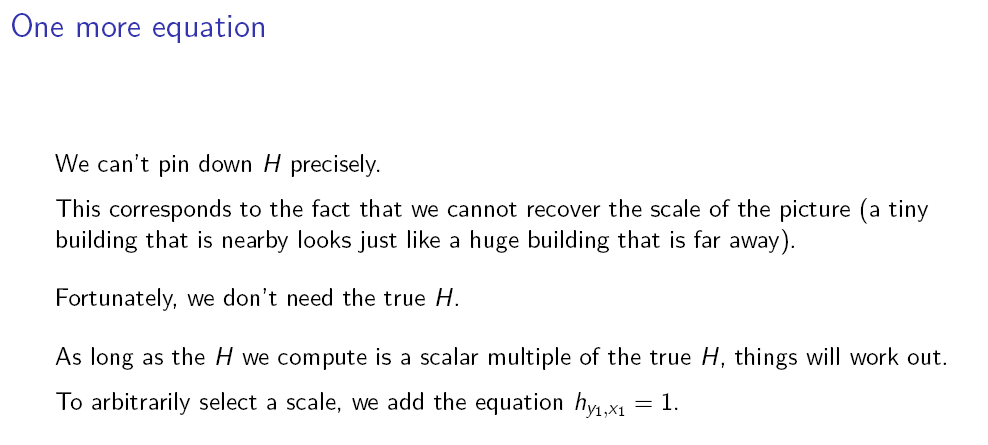 One more equation
We can't pin down H precisely.
This corresponds to the fact that we cannot recover the scale of the picture (a tiny
building that is nearby looks just like a huge building that is far away).
Fortunately, we don't need the true H.
As long as the H we compute is a scalar multiple of the true H, things will work out.
To arbitrarily select a scale, we add the equation h_{y₁,x₁} = 1.